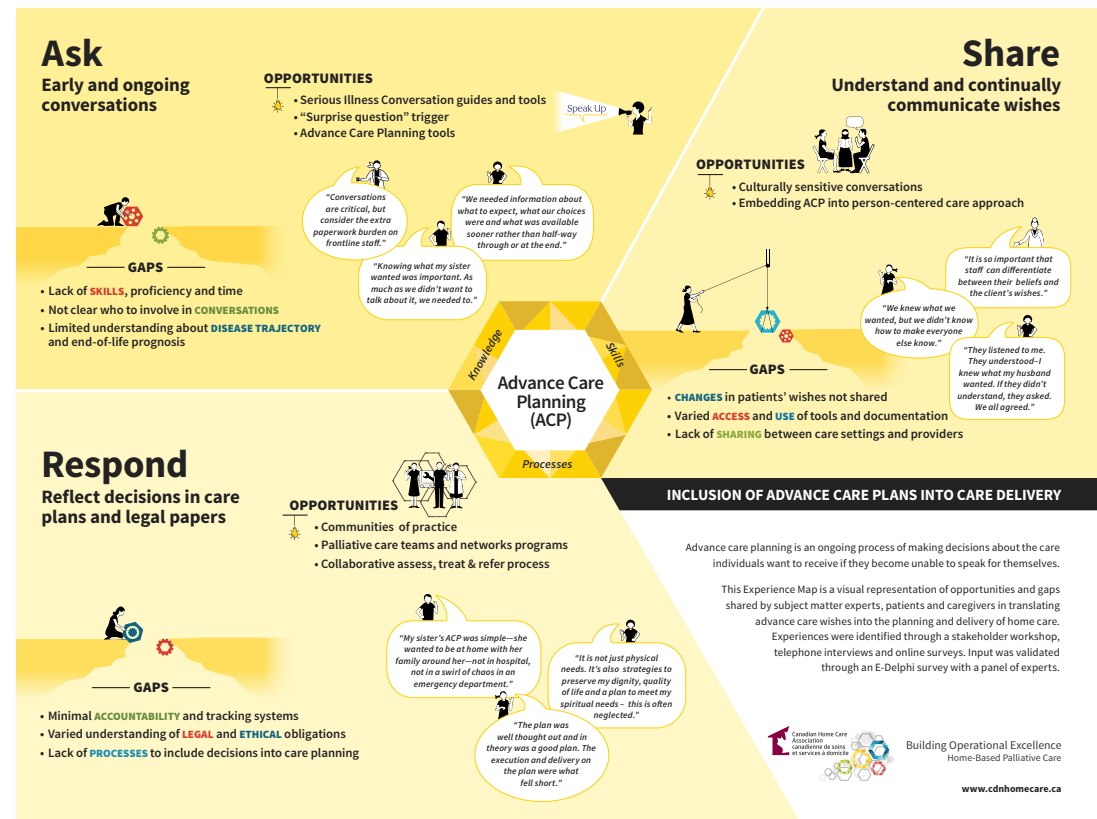 Ask
Early and ongoing
conversations
OPPORTUNITIES
• Serious Illness Conversation guides and tools
• “Surprise question” trigger
• Advance Care Planning tools
Speak Up
“Conversations
are critical, but
consider the extra
paperwork burden on
frontline staff.”
“We needed information about
what to expect, what our choices
were and what was available
sooner rather than half-way
through or at the end.”
“Knowing what my sister
wanted was important. As
much as we didn’t want to
talk about it, we needed to.”
GAPS
• Lack of SKILLS, proficiency and time
• Not clear who to involve in CONVERSATIONS
• Limited understanding about DISEASE TRAJECTORY
and end-of-life prognosis
Share
Understand and continually
communicate wishes
OPPORTUNITIES
• Culturally sensitive conversations
• Embedding ACP into person-centered care approach
“It is so important that
staff can differentiate
between their beliefs and
the client’s wishes.”
“We knew what we
wanted, but we didn’t know
how to make everyone
else know.”
“They listened to me.
They understood–I
knew what my husband
wanted. If they didn’t
understand, they asked.
We all agreed.”
GAPS
• CHANGES in patients’ wishes not shared
• Varied ACCESS and USE of tools and documentation
• Lack of SHARING between care settings and providers
Knowledge
Skills
Advance Care
Planning
(ACP)
Processes
Respond
Reflect decisions in care
plans and legal papers
OPPORTUNITIES
• Communities of practice
• Palliative care teams and networks programs
• Collaborative assess, treat & refer process
“My sister’s ACP was simple—she
wanted to be at home with her
family around her—not in hospital,
not in a swirl of chaos in an
emergency department.”
“It is not just physical
needs. It’s also strategies to
preserve my dignity, quality
of life and a plan to meet my
spiritual needs – this is often
neglected.”
“The plan was
well thought out and in
theory was a good plan. The
execution and delivery on
the plan were what
fell short.”
GAPS
• Minimal ACCOUNTABILITY and tracking systems
• Varied understanding of LEGAL and ETHICAL obligations
• Lack of PROCESSES to include decisions into care planning
INCLUSION OF ADVANCE CARE PLANS INTO CARE DELIVERY
Advance care planning is an ongoing process of making decisions about the care
individuals want to receive if they become unable to speak for themselves.
This Experience Map is a visual representation of opportunities and gaps
shared by subject matter experts, patients and caregivers in translating
advance care wishes into the planning and delivery of home care.
Experiences were identified through a stakeholder workshop,
telephone interviews and online surveys. Input was validated
through an E-Delphi survey with a panel of experts.
Canadian Home Care
Association
canadienne de soins
et services à domicile
Building Operational Excellence
Home-Based Palliative Care
www.cdnhomecare.ca